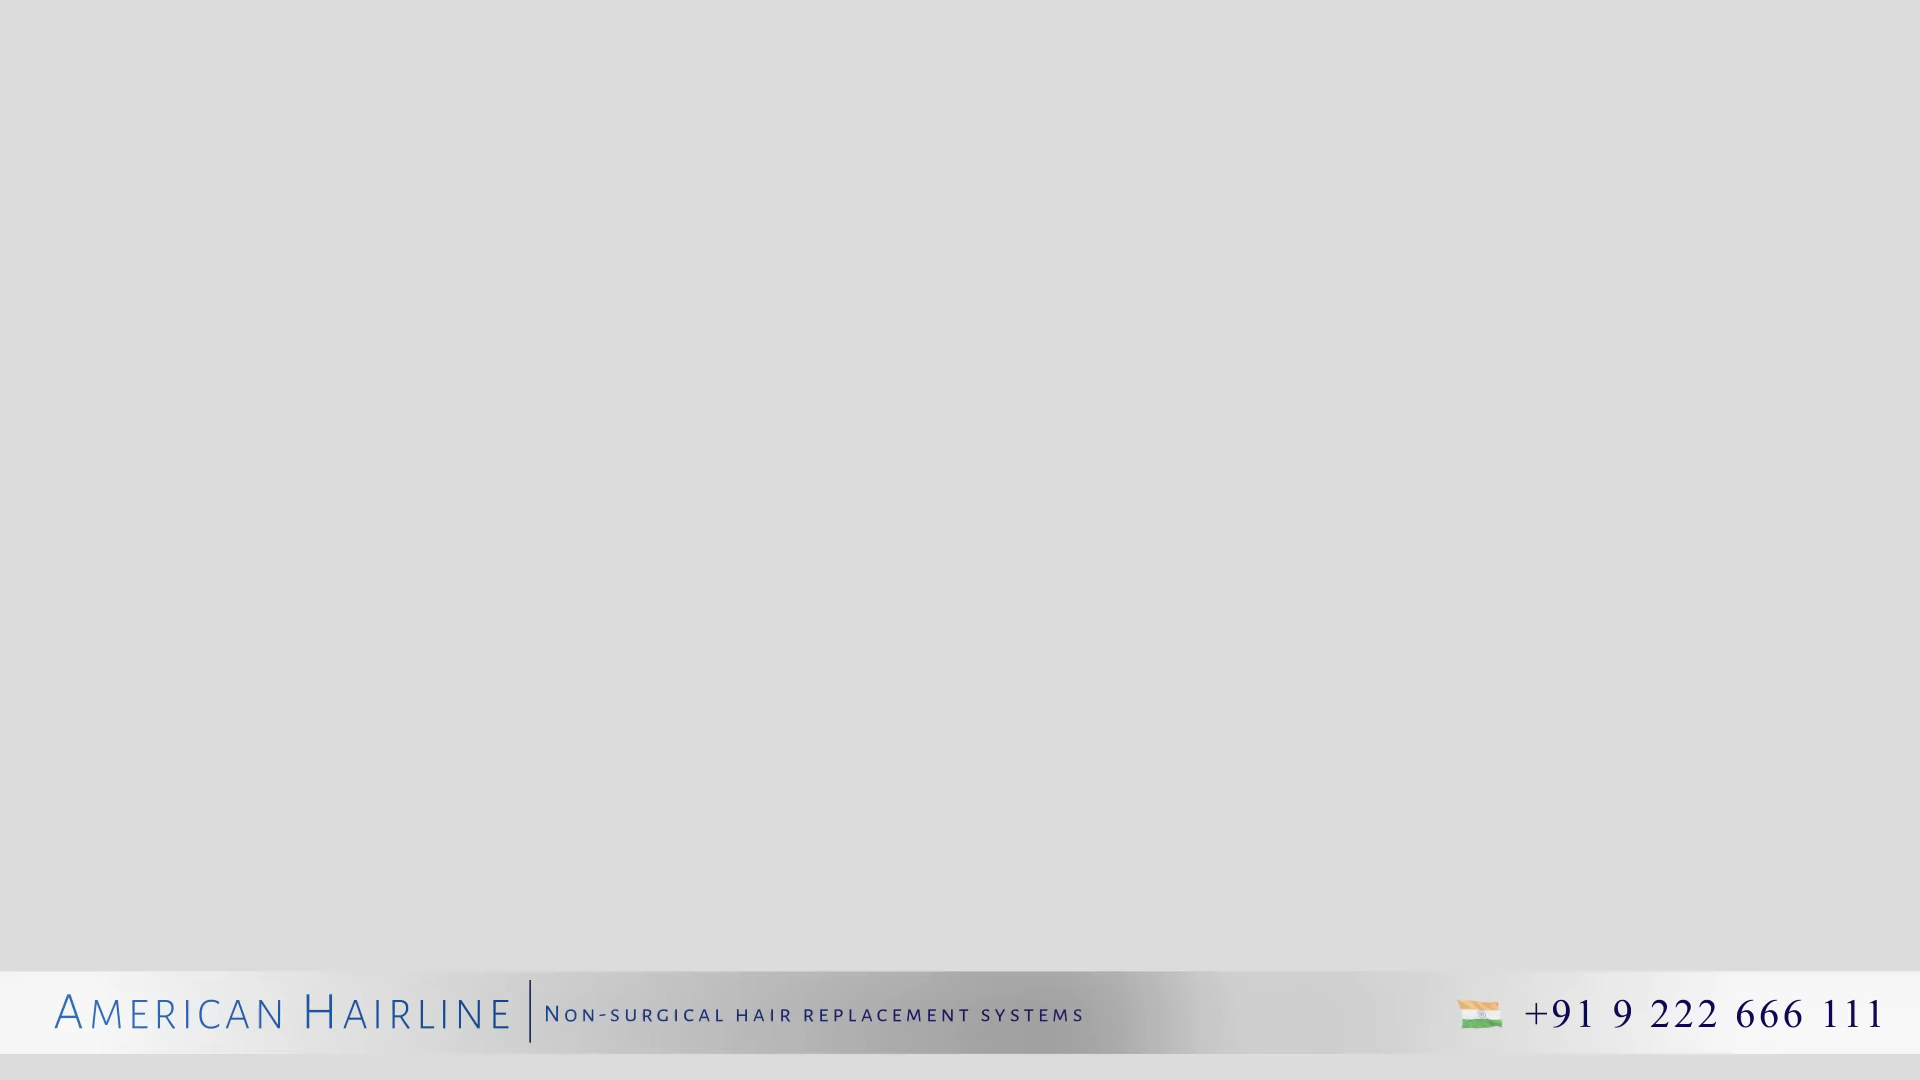 American Hairline
Non-surgical hair replacement systems
+91 9 222 666 111